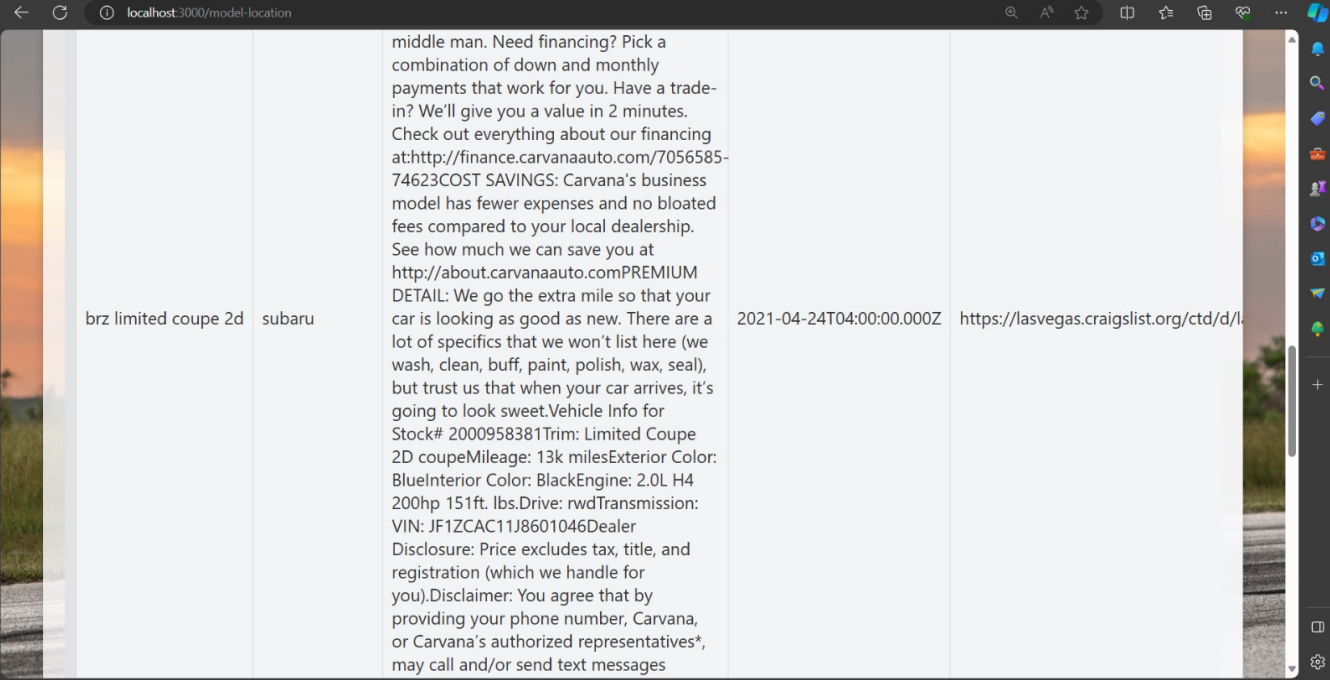 localhost:3000/model-location
middle man. Need financing? Pick a
combination of down and monthly
payments that work for you. Have a trade-
in? We’ll give you a value in 2 minutes.
Check out everything about our financing
at:http://finance.carvanaauto.com/7056585-
74623COST SAVINGS: Carvana's business
model has fewer expenses and no bloated
fees compared to your local dealership.
See how much we can save you at
http://about.carvanaauto.comPREMIUM
DETAIL: We go the extra mile so that your
car is looking as good as new. There are a
lot of specifics that we won’t list here (we
wash, clean, buff, paint, polish, wax, seal),
but trust us that when your car arrives, it’s
going to look sweet.Vehicle Info for
Stock# 2000958381Trim: Limited Coupe
2D coupeMileage: 13k milesExterior Color:
BlueInterior Color: BlackEngine: 2.0L H4
200hp 151ft. lbs.Drive: rwdTransmission:
VIN: JF1ZCAC11J8601046Dealer
Disclosure: Price excludes tax, title, and
registration (which we handle for
you).Disclaimer: You agree that by
providing your phone number, Carvana,
or Carvana’s authorized representatives*,
may call and/or send text messages
brz limited coupe 2d
subaru
2021-04-24T04:00:00.000Z
https://lasvegas.craigslist.org/ctd/d/l